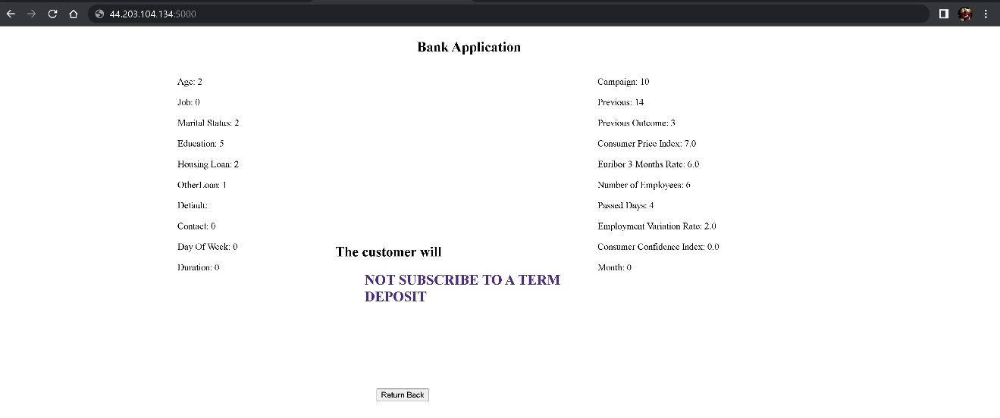 44.203.104.134:5000
Bank Application
Age: 2
Job: 0
Marital Status: 2
Education: 5
Housing Loan: 2
OtherLoan: 1
Default:
Contact: 0
Day Of Week: 0
Duration: 0
The customer will
NOT SUBSCRIBE TO A TERM
DEPOSIT
Campaign: 10
Previous: 14
Previous Outcome: 3
Consumer Price Index: 7.0
Euribor 3 Months Rate: 6.0
Number of Employees: 6
Passed Days: 4
Employment Variation Rate: 2.0
Consumer Confidence Index: 0.0
Month: 0
Return Back